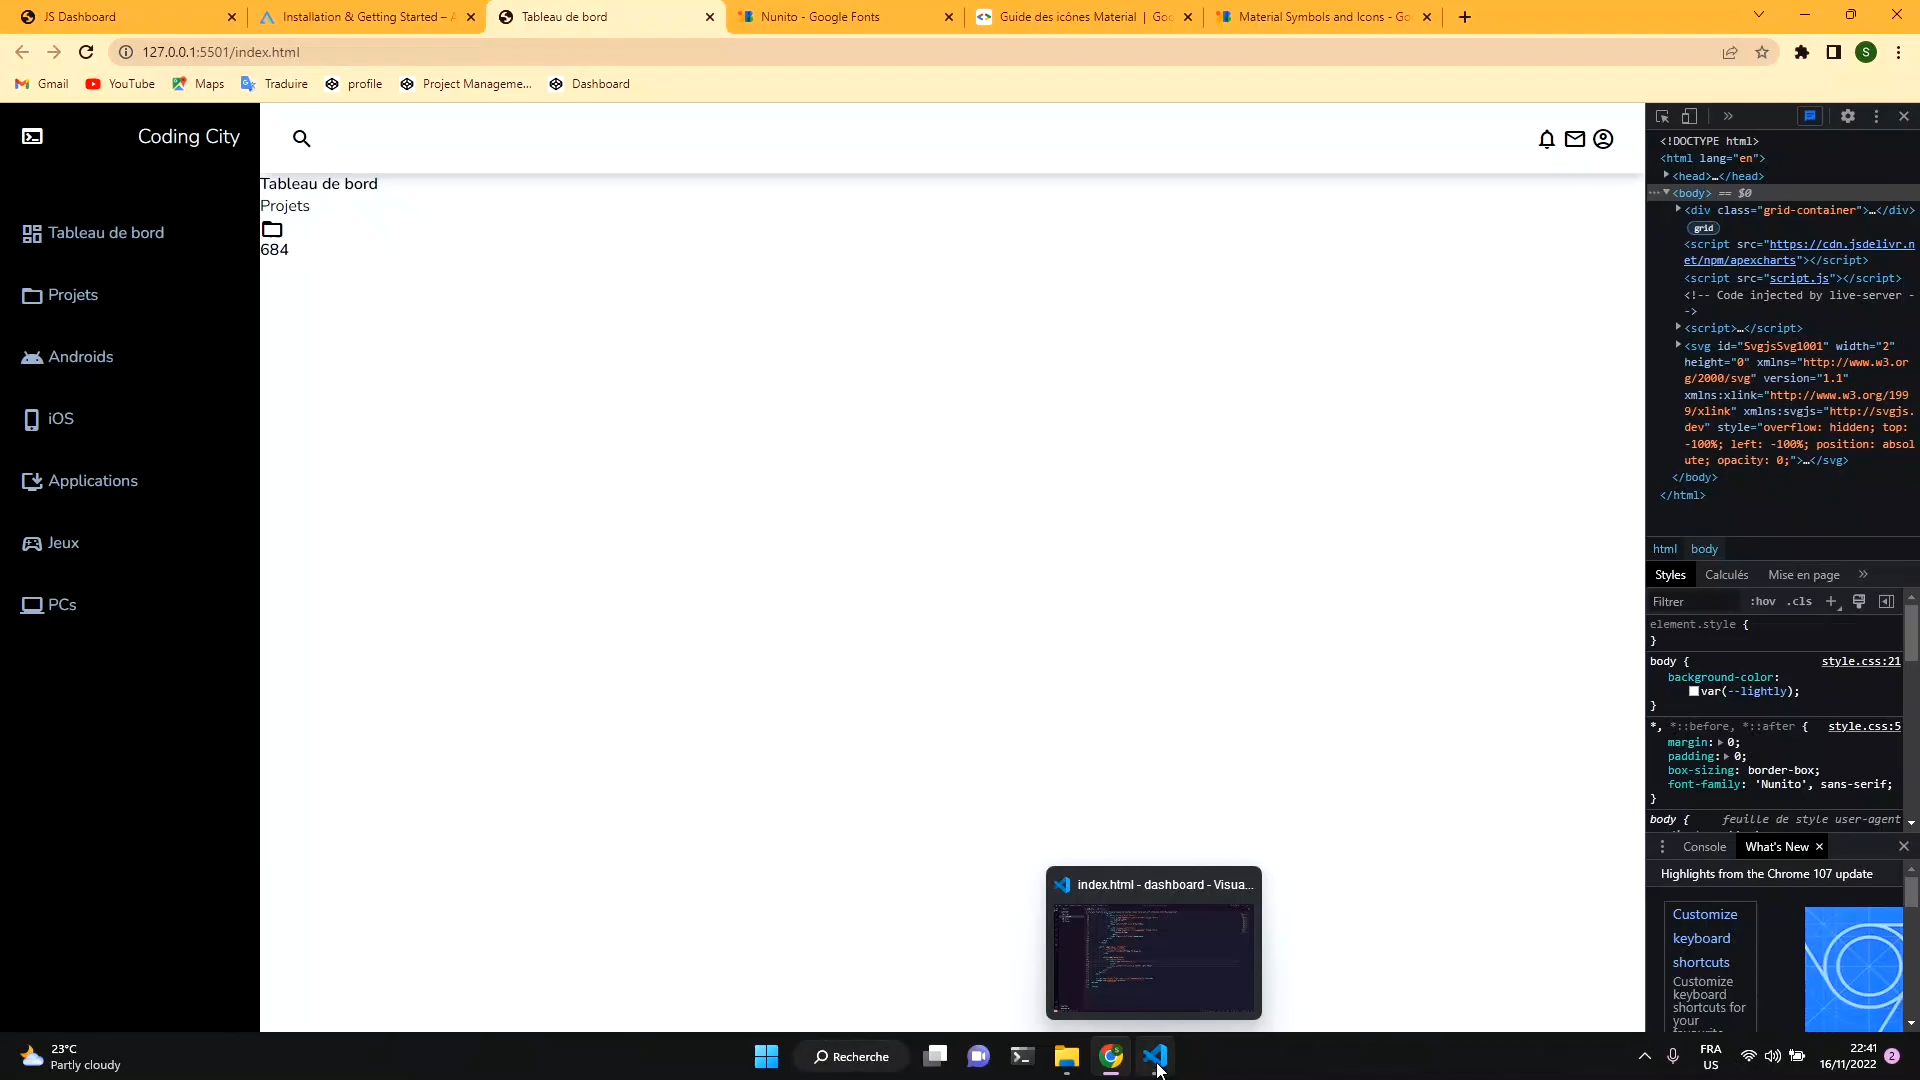 JS Dashboard
Installation & Getting Started –
Tableau de bord
Nunito - Google Fonts
Guide des icônes Material | Goo
Material Symbols and Icons - Go
127.0.0.1:5501/index.html
S
Gmail
YouTube
Maps
Traduire
profile
Project Manageme...
Dashboard
Coding City
Tableau de bord
Projets
Androids
iOS
Applications
Jeux
PCs
Tableau de bord
Projets
684
<!DOCTYPE html>
<html lang="en">
<head>…</head>
<body> == $0
<div class="grid-container">…</div>
grid
<script src="https://cdn.jsdelivr.n
et/npm/apexcharts"></script>
<script src="script.js"></script>
<!-- Code injected by live-server -
->
<script>…</script>
<svg id="SvgjsSvg1001" width="2"
height="0" xmlns="http://www.w3.or
g/2000/svg" version="1.1"
xmlns:xlink="http://www.w3.org/199
9/xlink" xmlns:svgjs="http://svgjs.
dev" style="overflow: hidden; top:
-100%; left: -100%; position: absol
ute; opacity: 0;">…</svg>
</body>
</html>
html body
Styles Calculés Mise en page
Filtrer :hov .cls
element.style {
}
body { style.css:21
background-color:
var(--lightly);
}
*, *::before, *::after { style.css:5
margin: 0;
padding: 0;
box-sizing: border-box;
font-family: 'Nunito', sans-serif;
}
body { feuille de style user-agent
Console What's New
Highlights from the Chrome 107 update
Customize
keyboard
shortcuts
Customize
keyboard
shortcuts for
your
index.html - dashboard - Visua...
23°C
Partly cloudy
Recherche
FRA
US
22:41
16/11/2022
2